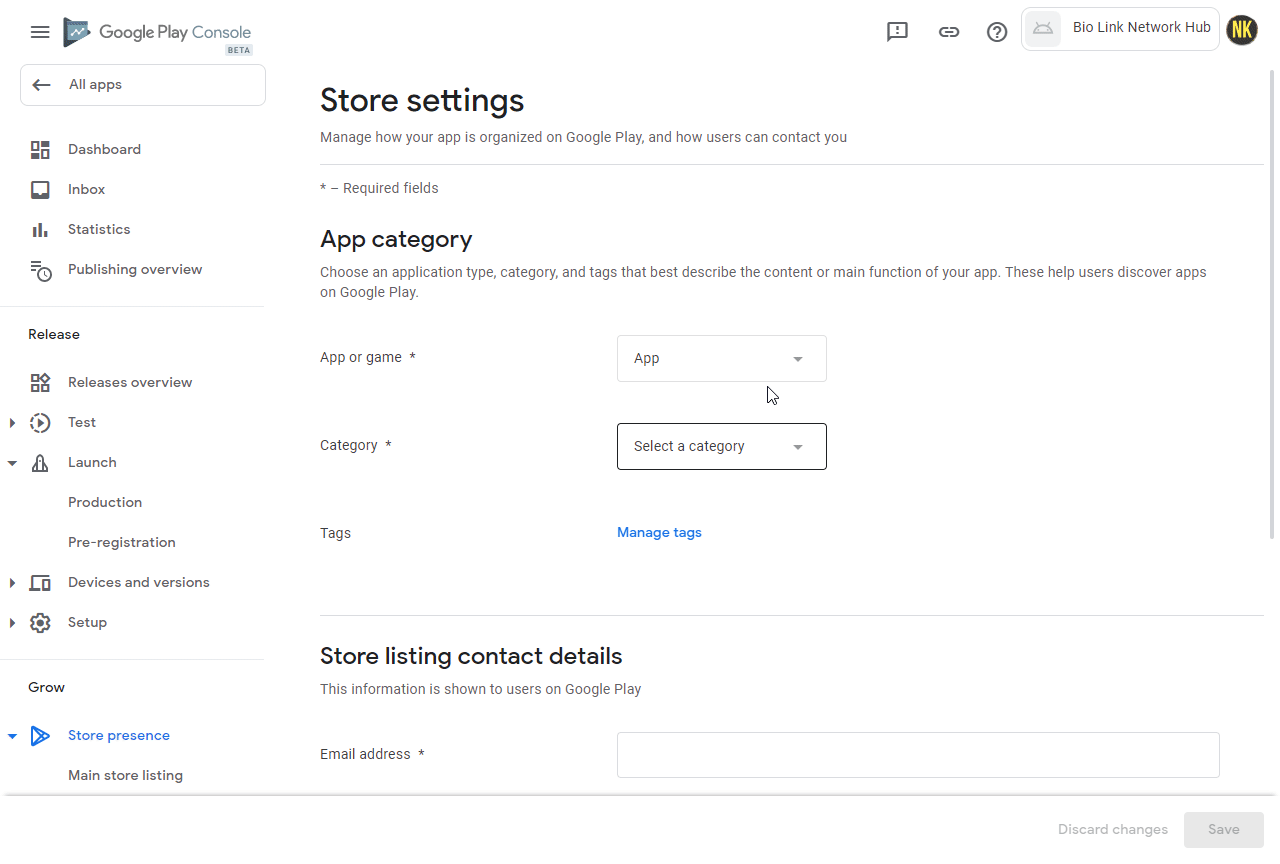 Google Play Console
BETA
Bio Link Network Hub
NK
All apps
Dashboard
Inbox
Statistics
Publishing overview
Release
Releases overview
Test
Launch
Production
Pre-registration
Devices and versions
Setup
Grow
Store presence
Main store listing
Store settings
Manage how your app is organized on Google Play, and how users can contact you
* – Required fields
App category
Choose an application type, category, and tags that best describe the content or main function of your app. These help users discover apps
on Google Play.
App or game *
App
Category *
Select a category
Tags
Manage tags
Store listing contact details
This information is shown to users on Google Play
Email address *
Discard changes
Save